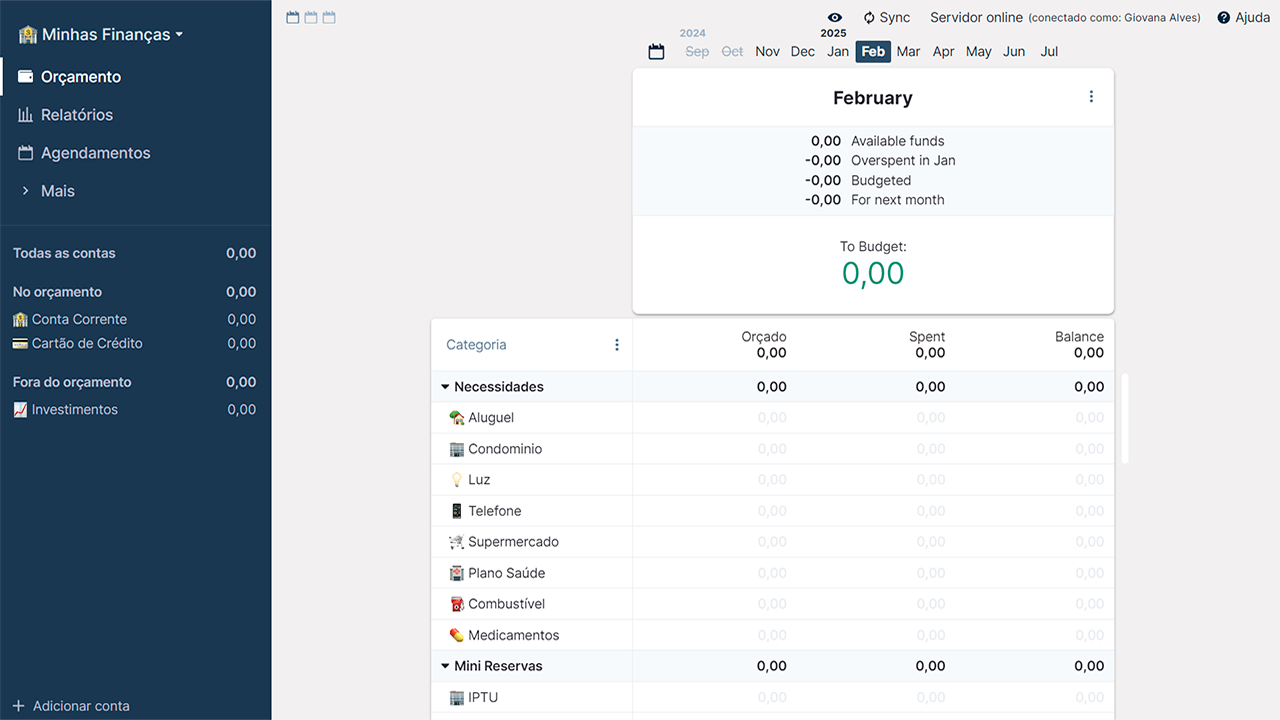 Minhas Finanças
Orçamento
Relatórios
Agendamentos
Mais
Todas as contas 0,00
No orçamento 0,00
Conta Corrente 0,00
Cartão de Crédito 0,00
Fora do orçamento 0,00
Investimentos 0,00
Adicionar conta
Sync Servidor online (conectado como: Giovana Alves) Ajuda
2024 2025
Sep Oct Nov Dec Jan Feb Mar Apr May Jun Jul
February
0,00 Available funds
-0,00 Overspent in Jan
-0,00 Budgeted
-0,00 For next month
To Budget:
0,00
Categoria Orçado Spent Balance
0,00 0,00 0,00
Necessidades 0,00 0,00 0,00
Aluguel 0,00 0,00 0,00
Condominio 0,00 0,00 0,00
Luz 0,00 0,00 0,00
Telefone 0,00 0,00 0,00
Supermercado 0,00 0,00 0,00
Plano Saúde 0,00 0,00 0,00
Combustível 0,00 0,00 0,00
Medicamentos 0,00 0,00 0,00
Mini Reservas 0,00 0,00 0,00
IPTU 0,00 0,00 0,00